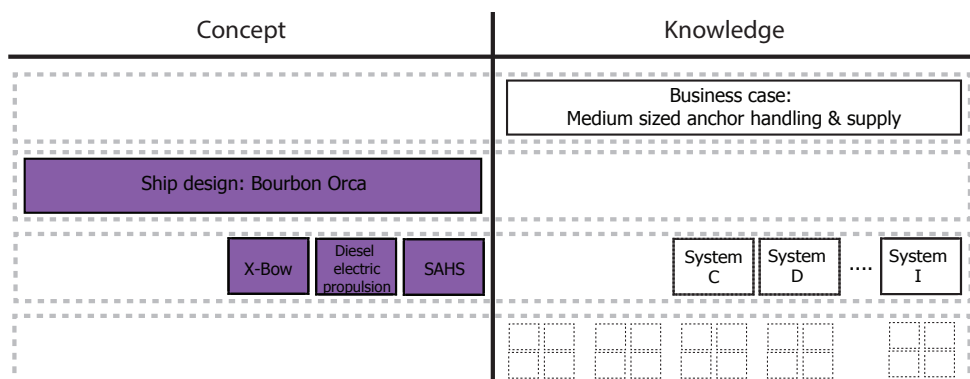 Concept
Knowledge
Business case:
Medium sized anchor handling & supply
Ship design: Bourbon Orca
X-Bow
Diesel
electric
propulsion
SAHS
System
C
System
D
....
System
I